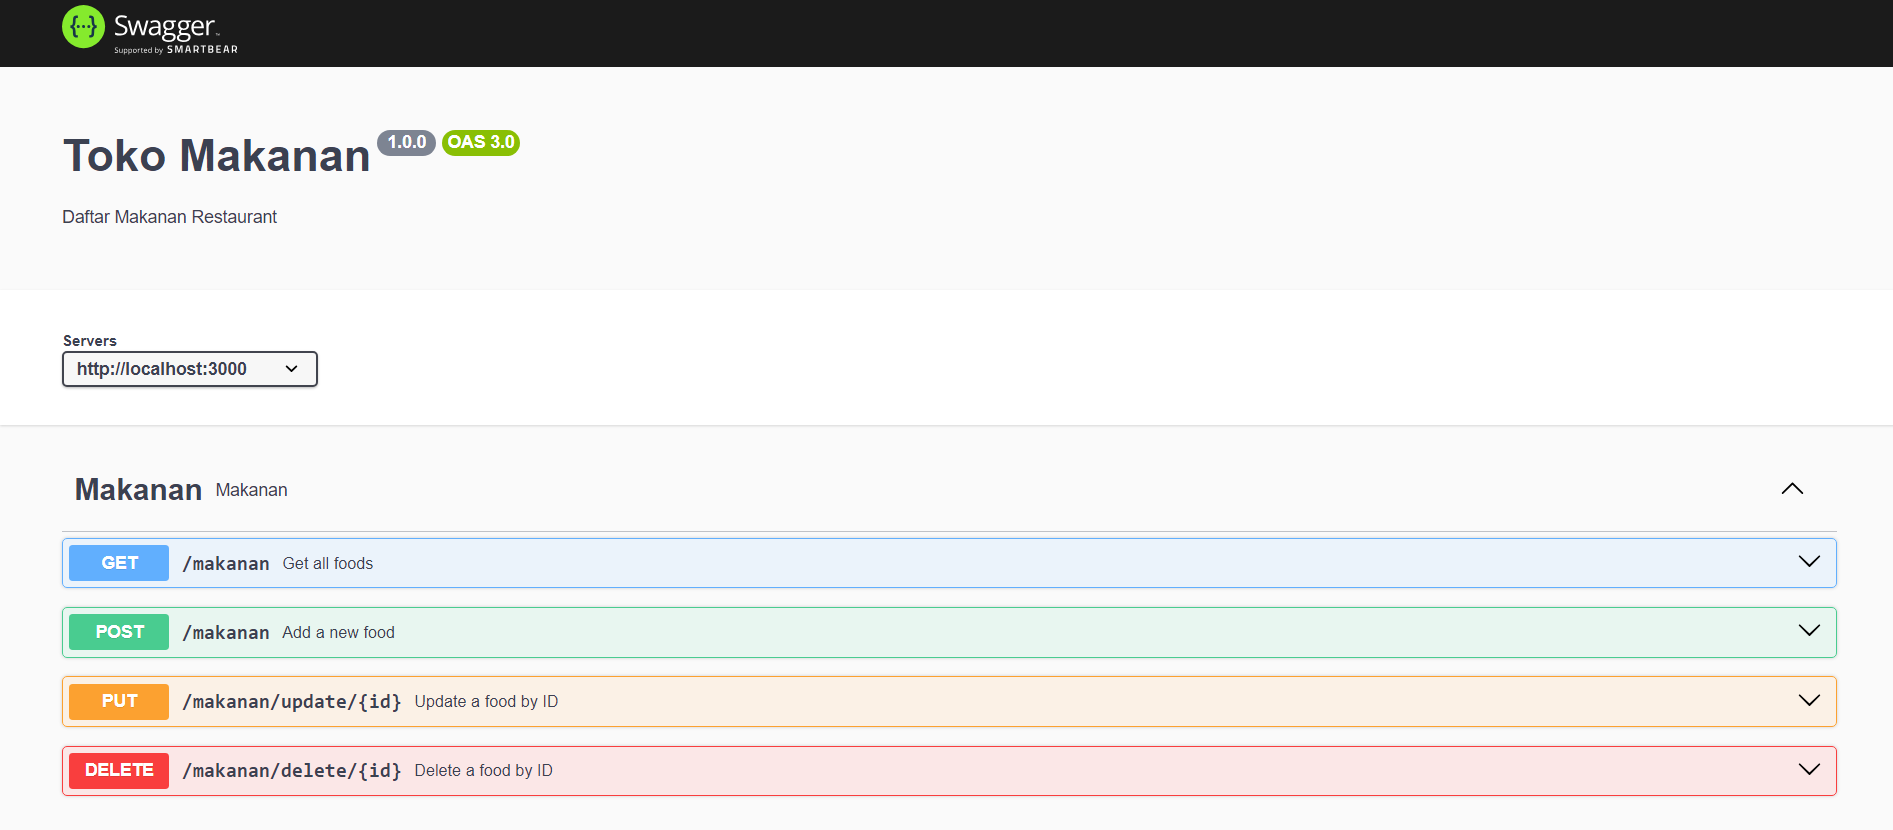 {···} Swagger™
Supported by SMARTBEAR
Toko Makanan 1.0.0 OAS 3.0
Daftar Makanan Restaurant
Servers
http://localhost:3000
Makanan Makanan
GET /makanan Get all foods
POST /makanan Add a new food
PUT /makanan/update/{id} Update a food by ID
DELETE /makanan/delete/{id} Delete a food by ID